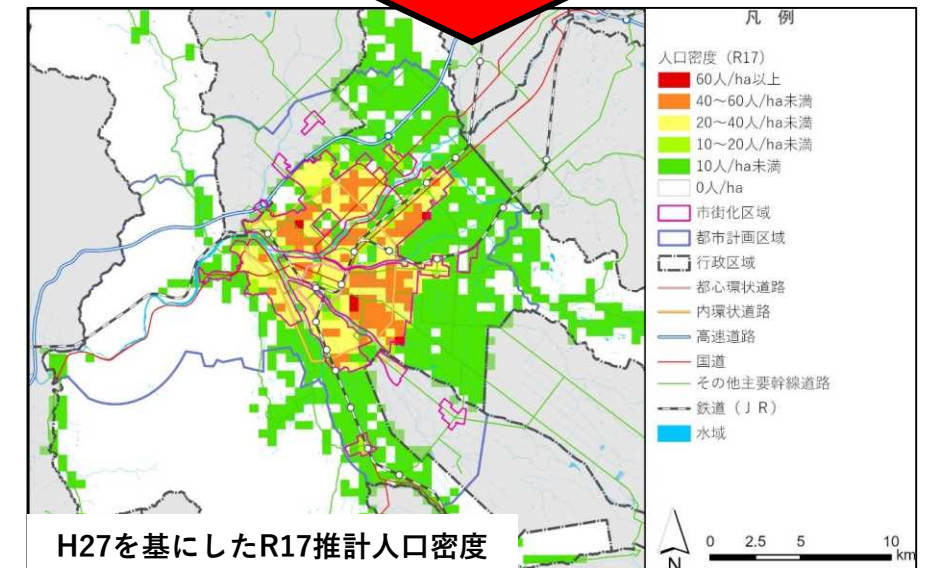 凡 例
人口密度（R17）
60人/ha以上
40～60人/ha未満
20～40人/ha未満
10～20人/ha未満
10人/ha未満
0人/ha
市街化区域
都市計画区域
行政区域
都心環状道路
内環状道路
高速道路
国道
その他主要幹線道路
鉄道（ＪＲ）
水域
H27を基にしたR17推計人口密度
N
0 2.5 5 10
km